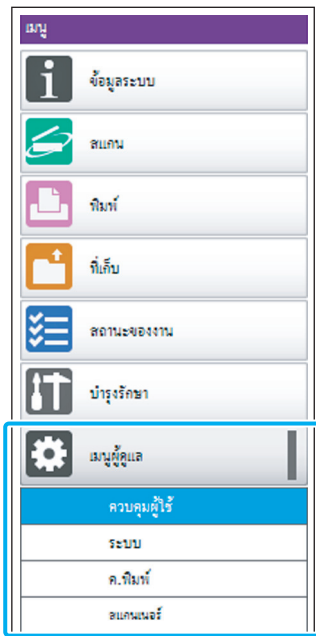 เมนู
ข้อมูลระบบ
สแกน
พิมพ์
ที่เก็บ
สถานะของงาน
บำรุงรักษา
เมนูผู้ดูแล
ควบคุมผู้ใช้
ระบบ
ค.พิมพ์
สแกนเนอร์